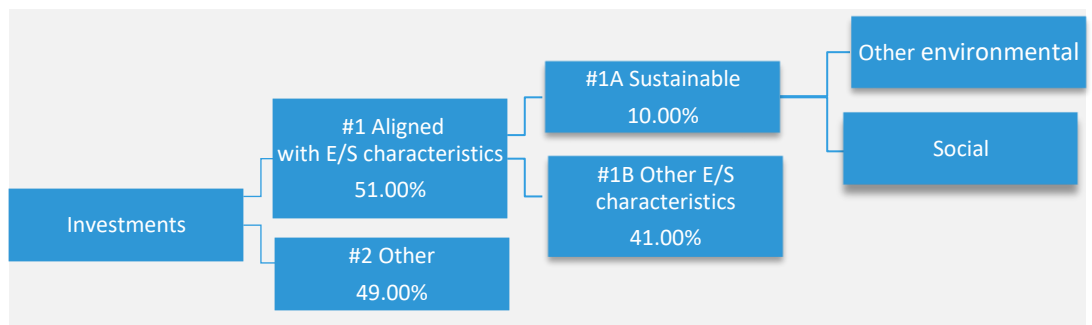 Investments
#1 Aligned
with E/S characteristics
51.00%
#2 Other
49.00%
#1A Sustainable
10.00%
#1B Other E/S
characteristics
41.00%
Other environmental
Social